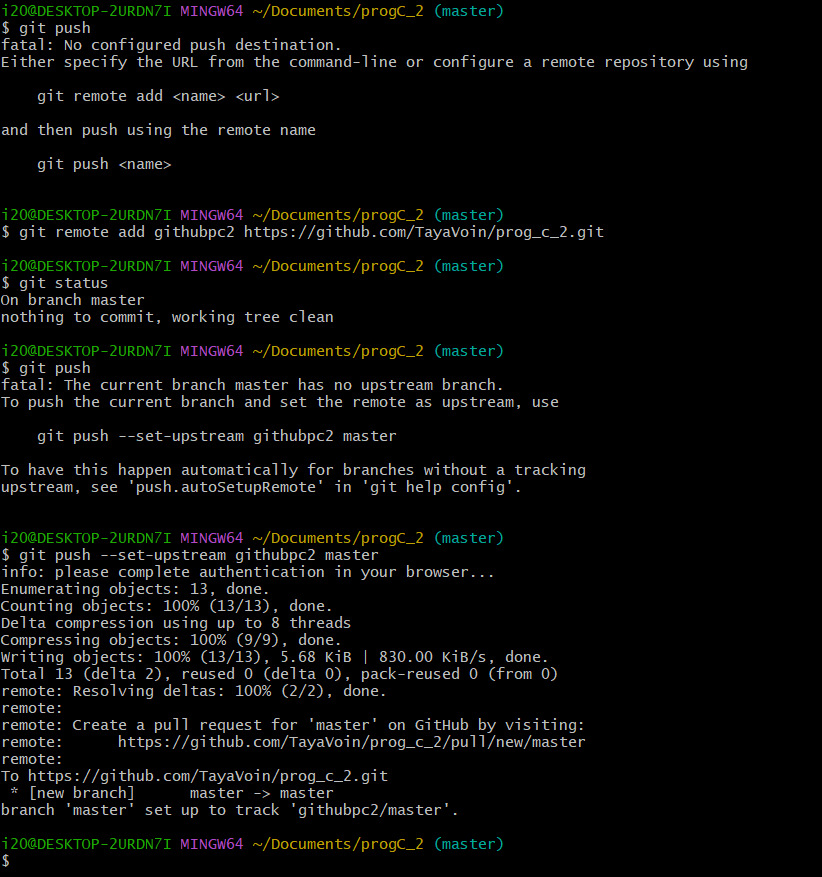 i20@DESKTOP-2URDN7I MINGW64 ~/Documents/progC_2 (master)
$ git push
fatal: No configured push destination.
Either specify the URL from the command-line or configure a remote repository using
    git remote add <name> <url>
and then push using the remote name
    git push <name>
i20@DESKTOP-2URDN7I MINGW64 ~/Documents/progC_2 (master)
$ git remote add githubpc2 https://github.com/TayaVoin/prog_c_2.git
i20@DESKTOP-2URDN7I MINGW64 ~/Documents/progC_2 (master)
$ git status
On branch master
nothing to commit, working tree clean
i20@DESKTOP-2URDN7I MINGW64 ~/Documents/progC_2 (master)
$ git push
fatal: The current branch master has no upstream branch.
To push the current branch and set the remote as upstream, use
    git push --set-upstream githubpc2 master
To have this happen automatically for branches without a tracking
upstream, see 'push.autoSetupRemote' in 'git help config'.
i20@DESKTOP-2URDN7I MINGW64 ~/Documents/progC_2 (master)
$ git push --set-upstream githubpc2 master
info: please complete authentication in your browser...
Enumerating objects: 13, done.
Counting objects: 100% (13/13), done.
Delta compression using up to 8 threads
Compressing objects: 100% (9/9), done.
Writing objects: 100% (13/13), 5.68 KiB | 830.00 KiB/s, done.
Total 13 (delta 2), reused 0 (delta 0), pack-reused 0 (from 0)
remote: Resolving deltas: 100% (2/2), done.
remote:
remote: Create a pull request for 'master' on GitHub by visiting:
remote:      https://github.com/TayaVoin/prog_c_2/pull/new/master
remote:
To https://github.com/TayaVoin/prog_c_2.git
 * [new branch]      master -> master
branch 'master' set up to track 'githubpc2/master'.
i20@DESKTOP-2URDN7I MINGW64 ~/Documents/progC_2 (master)
$